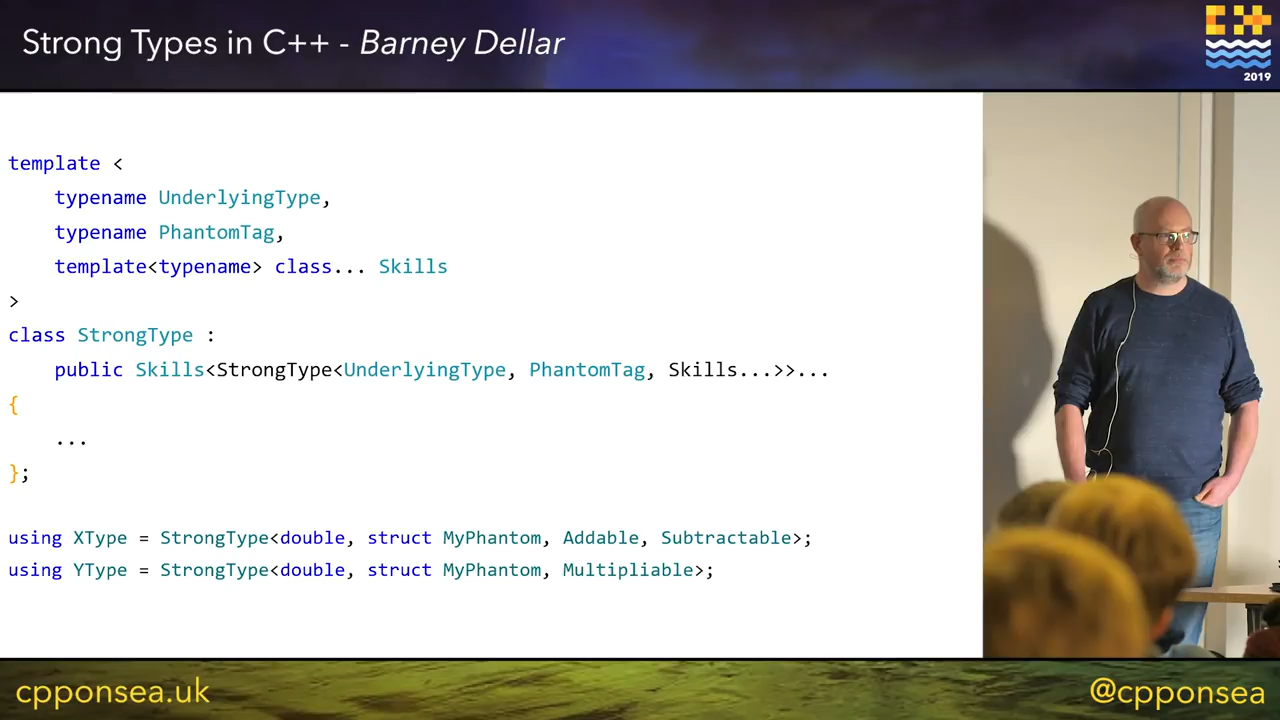 Strong Types in C++ - Barney Dellar
2019
template <
    typename UnderlyingType,
    typename PhantomTag,
    template<typename> class... Skills
>
class StrongType :
    public Skills<StrongType<UnderlyingType, PhantomTag, Skills...>>...
{
    ...
};
using XType = StrongType<double, struct MyPhantom, Addable, Subtractable>;
using YType = StrongType<double, struct MyPhantom, Multipliable>;
cpponsea.uk
@cpponsea